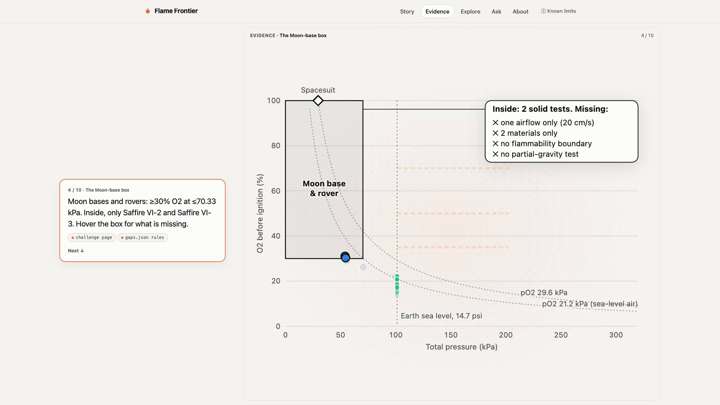 Flame Frontier
Story Evidence Explore Ask About Known limits
EVIDENCE · The Moon-base box
4 / 10
4 / 10 · The Moon-base box
Moon bases and rovers: ≥30% O2 at ≤70.33
kPa. Inside, only Saffire VI-2 and Saffire VI-
3. Hover the box for what is missing.
challenge page
gaps.json rules
Next ↓
Spacesuit
Inside: 2 solid tests. Missing:
✕ one airflow only (20 cm/s)
✕ 2 materials only
✕ no flammability boundary
✕ no partial-gravity test
Moon base
& rover
O2 before ignition (%)
100
80
60
40
20
0
pO2 29.6 kPa
pO2 21.2 kPa (sea-level air)
Earth sea level, 14.7 psi
0 50 100 150 200 250 300
Total pressure (kPa)